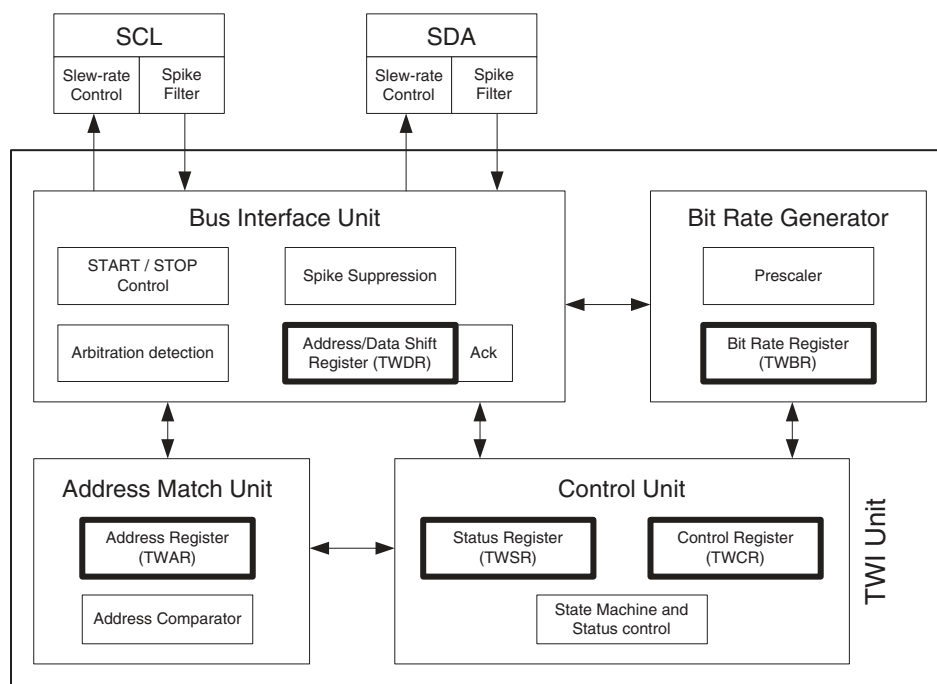 SCL
SDA
Slew-rate
Control
Spike
Filter
Slew-rate
Control
Spike
Filter
Bus Interface Unit
Bit Rate Generator
START / STOP
Control
Spike Suppression
Prescaler
Arbitration detection
Address/Data Shift
Register (TWDR)
Ack
Bit Rate Register
(TWBR)
Address Match Unit
Control Unit
Address Register
(TWAR)
Status Register
(TWSR)
Control Register
(TWCR)
Address Comparator
State Machine and
Status control
TWI Unit